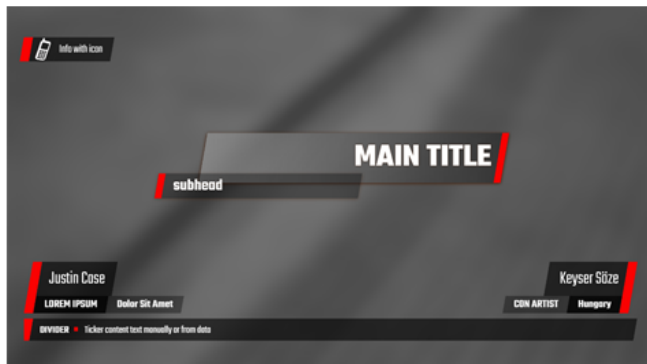 Info with icon
MAIN TITLE
subhead
Justin Case
LOREM IPSUM Dolor Sit Amet
Keyser Söze
CON ARTIST Hungary
DIVIDER Ticker content text manually or from data